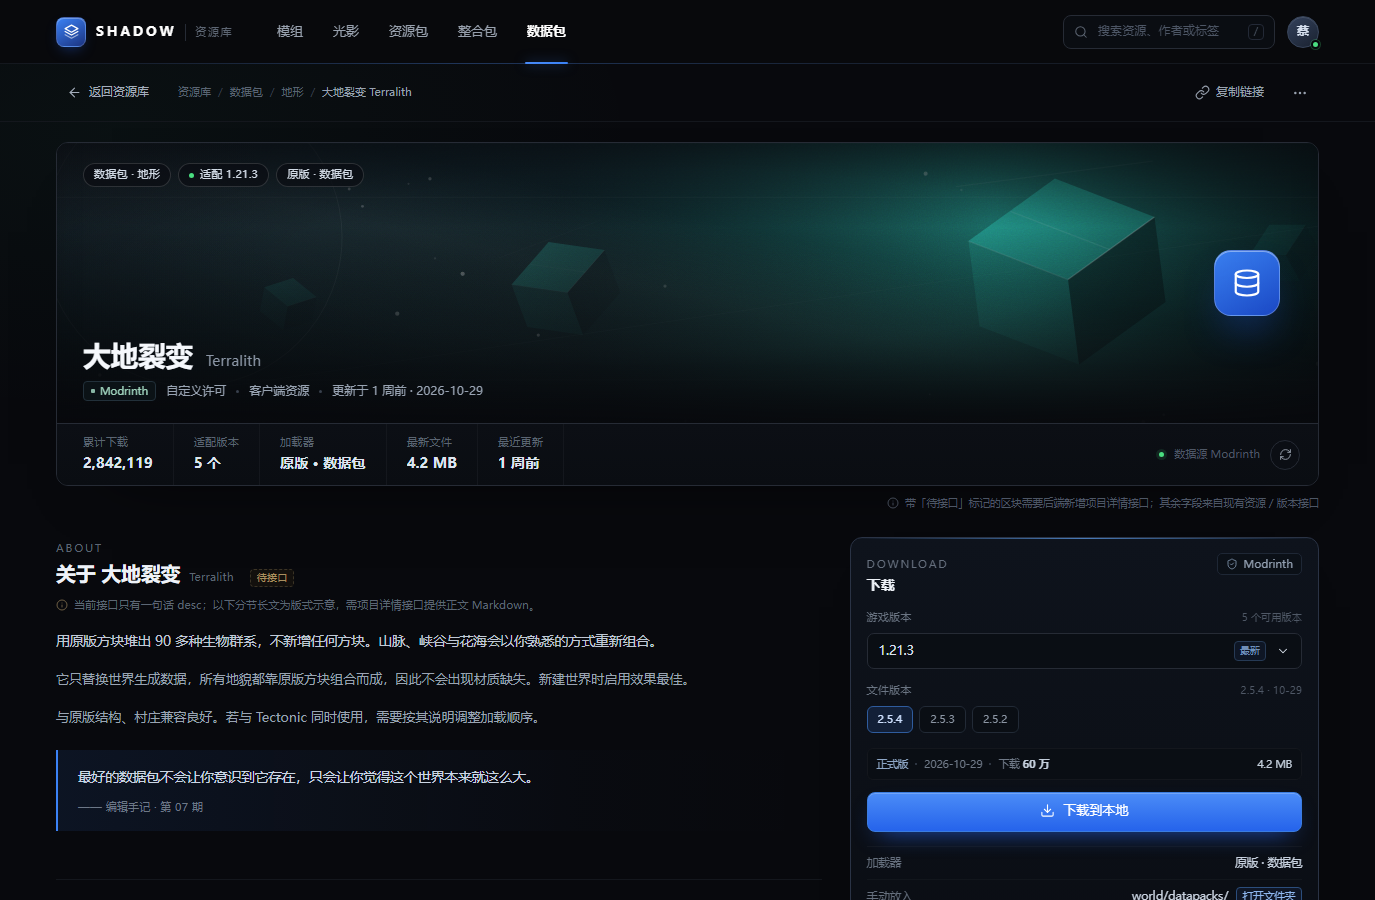 SHADOW 资源库 模组 光影 资源包 整合包 数据包 搜索资源、作者或标签 / 蔡
返回资源库 资源库 / 数据包 / 地形 / 大地裂变 Terralith 复制链接
数据包 · 地形 适配 1.21.3 原版 · 数据包
大地裂变 Terralith
Modrinth 自定义许可 · 客户端资源 · 更新于 1 周前 · 2026-10-29
累计下载 适配版本 加载器 最新文件 最近更新
2,842,119 5 个 原版 • 数据包 4.2 MB 1 周前
数据源 Modrinth
带「待接口」标记的区块需要后端新增项目详情接口；其余字段来自现有资源 / 版本接口
ABOUT
关于 大地裂变 Terralith 待接口
当前接口只有一句话 desc；以下分节长文为版式示意，需项目详情接口提供正文 Markdown。
用原版方块堆出 90 多种生物群系，不新增任何方块。山脉、峡谷与花海会以你熟悉的方式重新组合。
它只替换世界生成数据，所有地貌都靠原版方块组合而成，因此不会出现材质缺失。新建世界时启用效果最佳。
与原版结构、村庄兼容良好。若与 Tectonic 同时使用，需要按其说明调整加载顺序。
最好的数据包不会让你意识到它存在，只会让你觉得这个世界本来就这么大。
—— 编辑手记 · 第 07 期
DOWNLOAD Modrinth
下载
游戏版本 5 个可用版本
1.21.3 最新
文件版本 2.5.4 · 10-29
2.5.4 2.5.3 2.5.2
正式版 · 2026-10-29 · 下载 60 万 4.2 MB
下载到本地
加载器 原版 · 数据包
手动放入 world/datapacks/ 打开文件夹